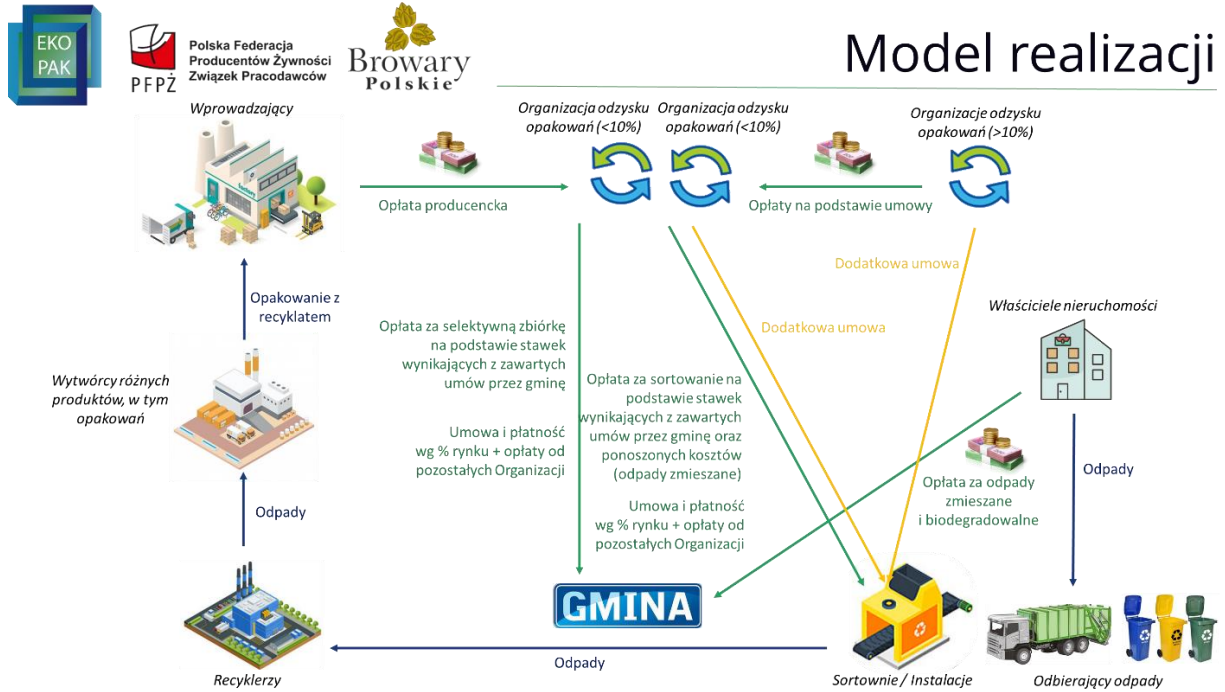 EKO
PAK
PFPŻ
Polska Federacja
Producentów Żywności
Związek Pracodawców
Browary
Polskie
Model realizacji
Wprowadzający
Organizacja odzysku
opakowań (<10%)
Organizacja odzysku
opakowań (<10%)
Organizacje odzysku
opakowań (>10%)
factory
Opłata producencka
Opłaty na podstawie umowy
Dodatkowa umowa
Opakowanie z
recyklatem
Właściciele nieruchomości
Opłata za selektywną zbiórkę
na podstawie stawek
wynikających z zawartych
umów przez gminę
Dodatkowa umowa
Wytwórcy różnych
produktów, w tym
opakowań
Opłata za sortowanie na
podstawie stawek
wynikających z zawartych
umów przez gminę oraz
ponoszonych kosztów
(odpady zmieszane)
Umowa i płatność
wg % rynku + opłaty od
pozostałych Organizacji
Odpady
Opłata za odpady
zmieszane
i biodegradowalne
Odpady
Umowa i płatność
wg % rynku + opłaty od
pozostałych Organizacji
GMINA
Odpady
Recyklerzy
Sortownie / Instalacje
Odbierający odpady